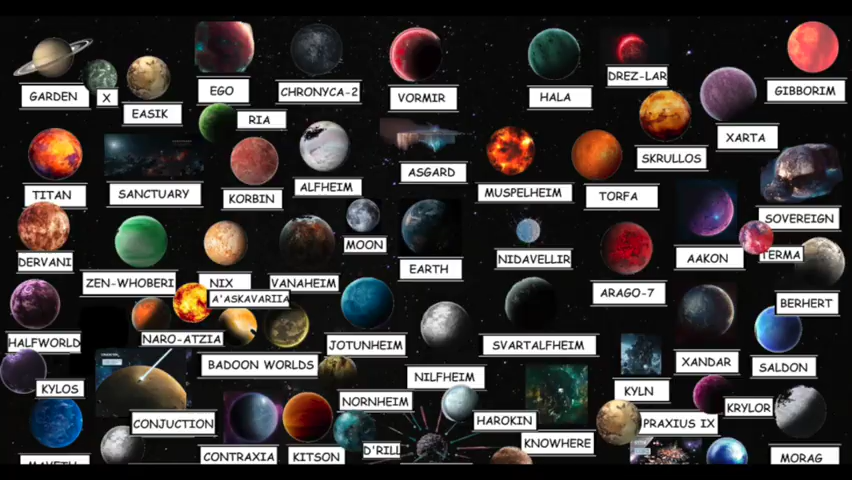 GARDEN
X
EASIK
EGO
CHRONYCA-2
VORMIR
HALA
DREZ-LAR
GIBBORIM
RIA
XARTA
SKRULLOS
TITAN
SANCTUARY
KORBIN
ALFHEIM
ASGARD
MUSPELHEIM
TORFA
SOVEREIGN
DERVANI
ZEN-WHOBERI
NIX
VANAHEIM
MOON
EARTH
NIDAVELLIR
ARAGO-7
AAKON
TERMA
BERHERT
A'ASKAVARIIA
HALFWORLD
NARO-ATZIA
BADOON WORLDS
JOTUNHEIM
SVARTALFHEIM
XANDAR
SALDON
KYLOS
NILFHEIM
KYLN
CONJUCTION
NORNHEIM
HAROKIN
KNOWHERE
PRAXIUS IX
KRYLOR
CONTRAXIA
KITSON
D'RILL
MORAG